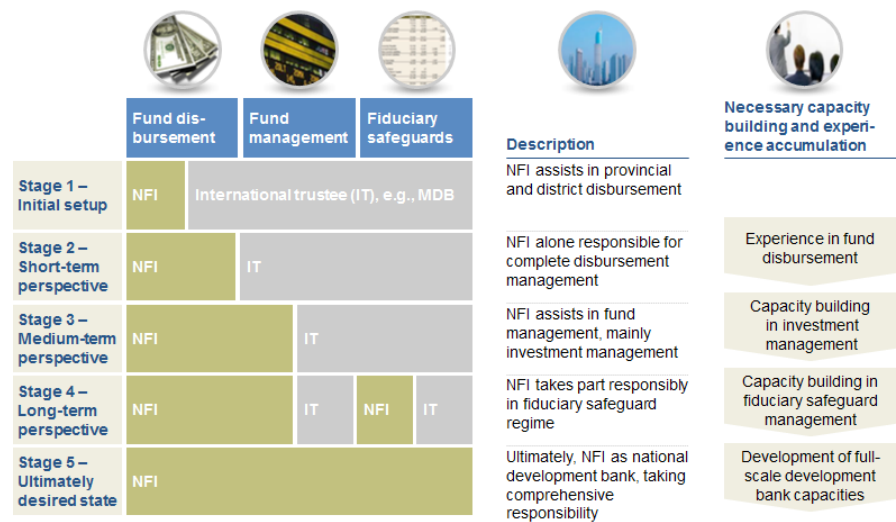 Fund dis-
bursement
Fund
management
Fiduciary
safeguards
Description
Necessary capacity
building and experi-
ence accumulation
Stage 1 –
Initial setup
NFI
International trustee (IT), e.g., MDB
NFI assists in provincial
and district disbursement
Stage 2 –
Short-term
perspective
NFI
IT
NFI alone responsible for
complete disbursement
management
Experience in fund
disbursement
Stage 3 –
Medium-term
perspective
NFI
IT
NFI assists in fund
management, mainly
investment management
Capacity building
in investment
management
Stage 4 –
Long-term
perspective
NFI
IT
NFI
IT
NFI takes part responsibly
in fiduciary safeguard
regime
Capacity building in
fiduciary safeguard
management
Stage 5 –
Ultimately
desired state
NFI
Ultimately, NFI as national
development bank, taking
comprehensive
responsibility
Development of full-
scale development
bank capacities